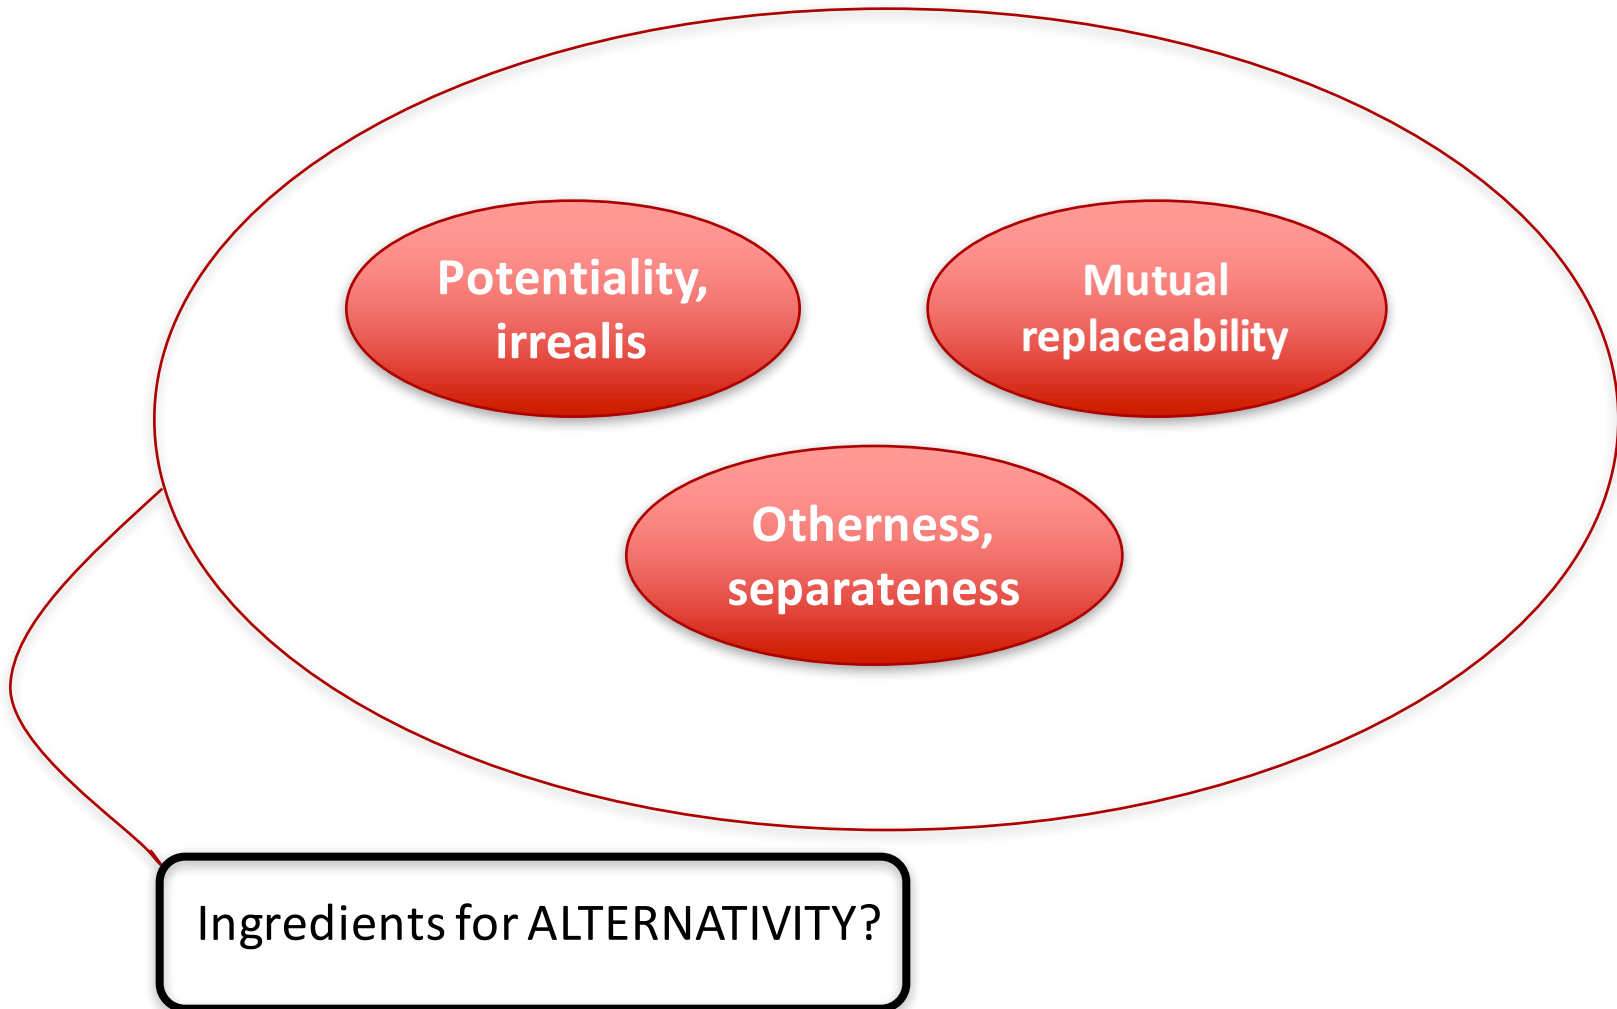 Potentiality,
irrealis
Mutual
replaceability
Otherness,
separateness
Ingredients for ALTERNATIVITY?